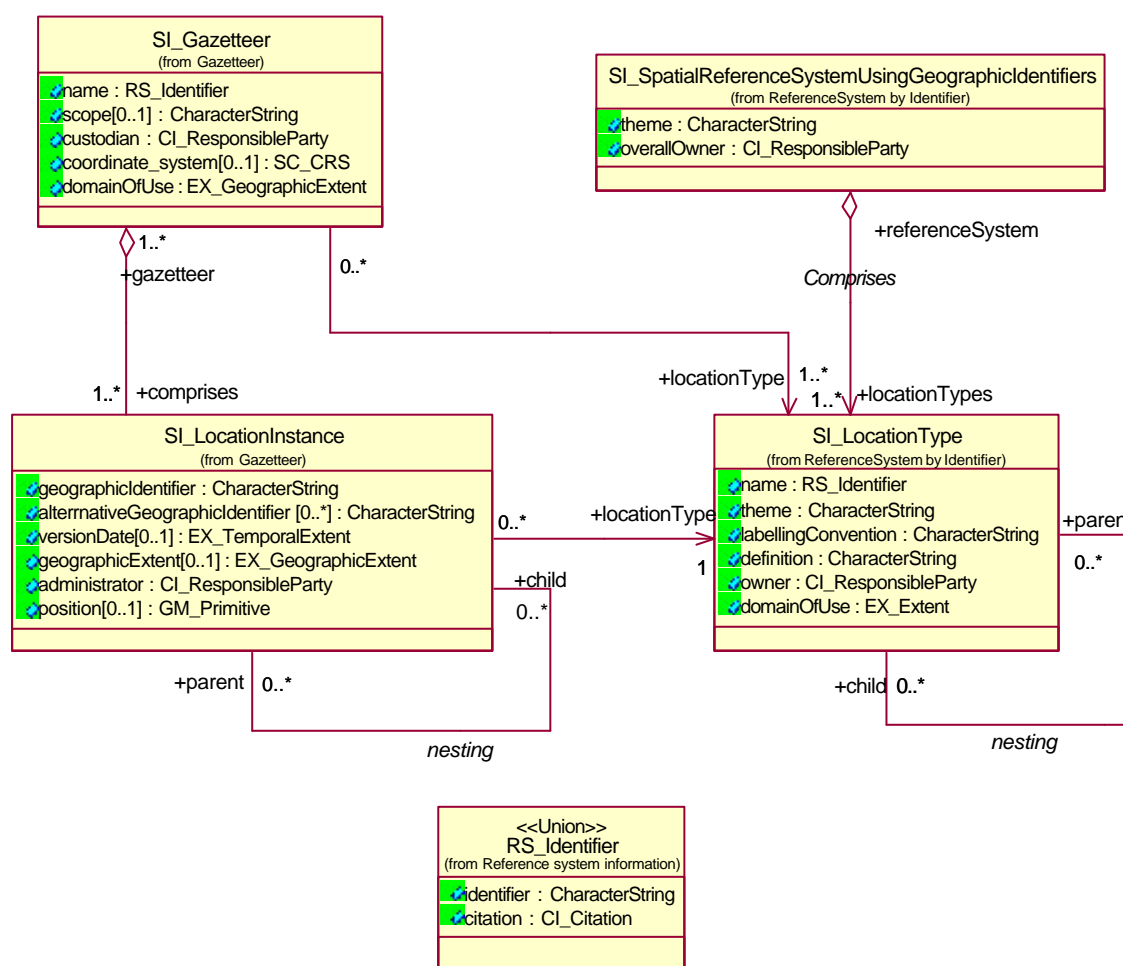 SI_Gazetteer
(from Gazetteer)
name : RS_Identifier
scope[0..1] : CharacterString
custodian : CI_ResponsibleParty
coordinate_system[0..1] : SC_CRS
domainOfUse : EX_GeographicExtent
SI_SpatialReferenceSystemUsingGeographicIdentifiers
(from ReferenceSystem by Identifier)
theme : CharacterString
overallOwner : CI_ResponsibleParty
1..*
+gazetteer
0..*
+referenceSystem
Comprises
1..*
+comprises
+locationType
1..*
1..*
+locationTypes
SI_LocationInstance
(from Gazetteer)
geographicIdentifier : CharacterString
alterrnativeGeographicIdentifier [0..*] : CharacterString
versionDate[0..1] : EX_TemporalExtent
geographicExtent[0..1] : EX_GeographicExtent
administrator : CI_ResponsibleParty
position[0..1] : GM_Primitive
0..*
+locationType
1
SI_LocationType
(from ReferenceSystem by Identifier)
name : RS_Identifier
theme : CharacterString
labellingConvention : CharacterString
definition : CharacterString
owner : CI_ResponsibleParty
domainOfUse : EX_Extent
+parent
0..*
+child
0..*
+parent
0..*
nesting
+child
0..*
nesting
<<Union>>
RS_Identifier
(from Reference system information)
identifier : CharacterString
citation : CI_Citation